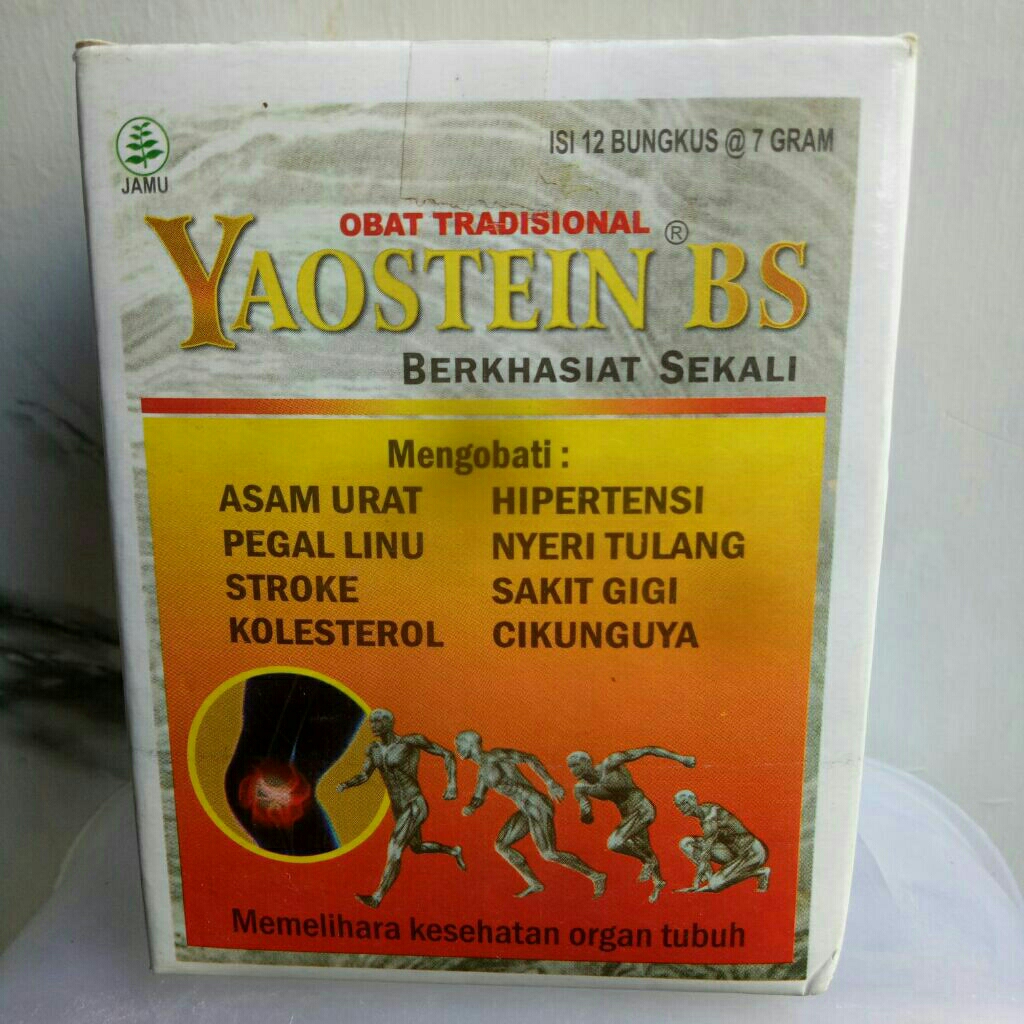 ISI 12 BUNGKUS @ 7 GRAM
JAMU
OBAT TRADISIONAL
YAOSTEIN BS ®
BERKHASIAT SEKALI
Mengobati :
ASAM URAT HIPERTENSI
PEGAL LINU NYERI TULANG
STROKE SAKIT GIGI
KOLESTEROL CIKUNGUYA
Memelihara kesehatan organ tubuh